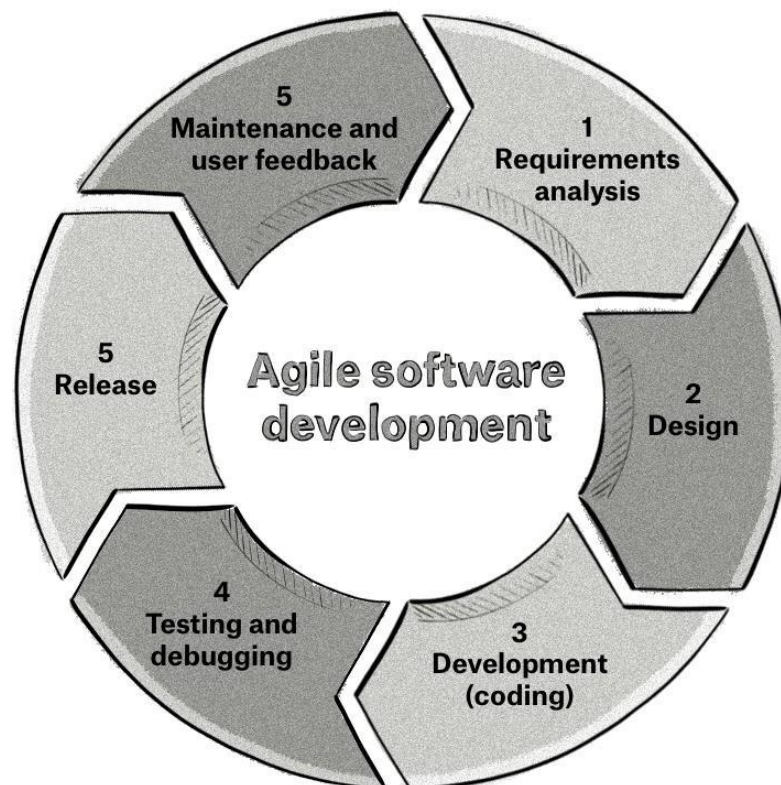 5
Maintenance and
user feedback
1
Requirements
analysis
5
Release
Agile software
development
2
Design
4
Testing and
debugging
3
Development
(coding)